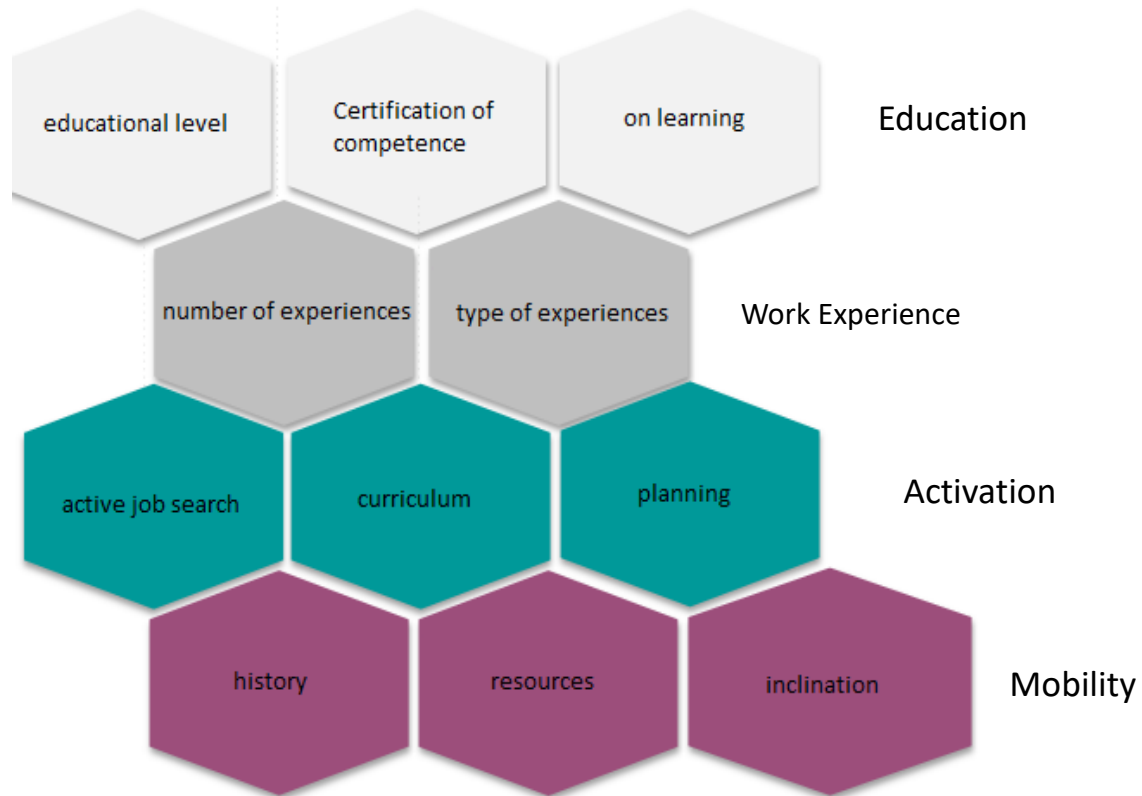 educational level
Certification of
competence
on learning
Education
number of experiences
type of experiences
Work Experience
active job search
curriculum
planning
Activation
history
resources
inclination
Mobility